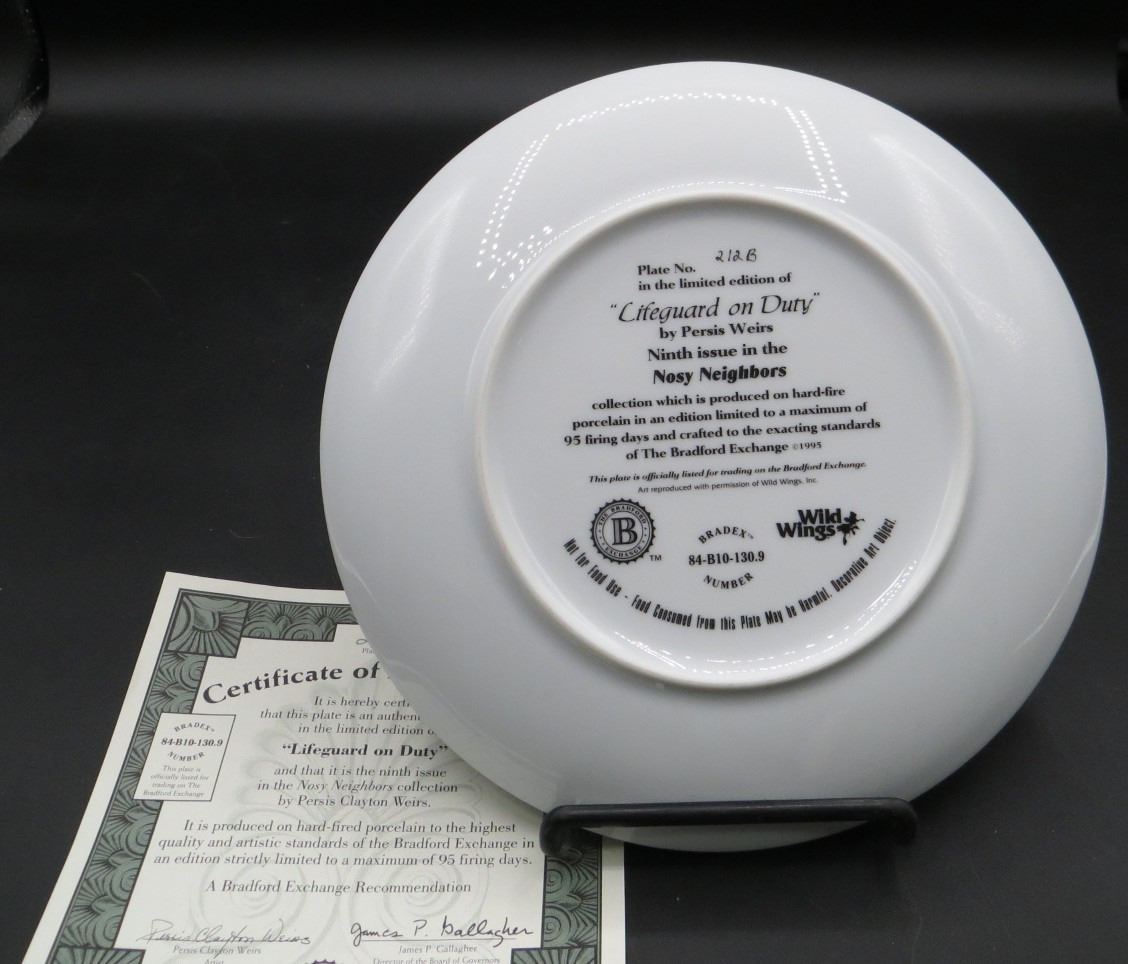 Plate No. 212B
in the limited edition of
"Lifeguard on Duty"
by Persis Weirs
Ninth issue in the
Nosy Neighbors
collection which is produced on hard-fire
porcelain in an edition limited to a maximum of
95 firing days and crafted to the exacting standards
of The Bradford Exchange ©1995
This plate is officially listed for trading on the Bradford Exchange.
Art reproduced with permission of Wild Wings, Inc.
THE BRADFORD
B
EXCHANGE
TM
BRADEX™
84-B10-130.9
NUMBER
Wild
Wings
Not For Food Use - Food Consumed from this Plate May be Harmful. Decorative Art Object.
Certificate of
It is hereby certi
that this plate is an authen
in the limited edition o
"Lifeguard on Duty"
and that it is the ninth issue
in the Nosy Neighbors collection
by Persis Clayton Weirs.
It is produced on hard-fired porcelain to the highest
quality and artistic standards of the Bradford Exchange in
an edition strictly limited to a maximum of 95 firing days.
A Bradford Exchange Recommendation
BRADEX™
84-B10-130.9
NUMBER
This plate is
officially listed for
trading on The
Bradford Exchange
Persis Clayton Weirs
Persis Clayton Weirs
Artist
James P. Gallagher
James P. Gallagher
Director of the Board of Governors